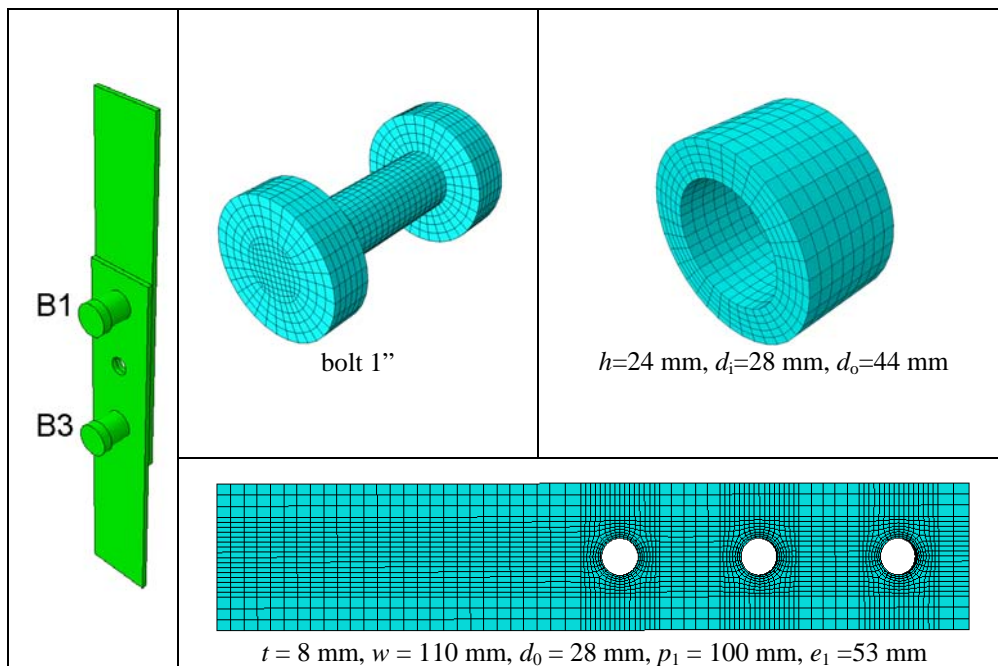 B1
B3
bolt 1”
h=24 mm, di=28 mm, do=44 mm
t = 8 mm, w = 110 mm, d0 = 28 mm, p1 = 100 mm, e1 =53 mm